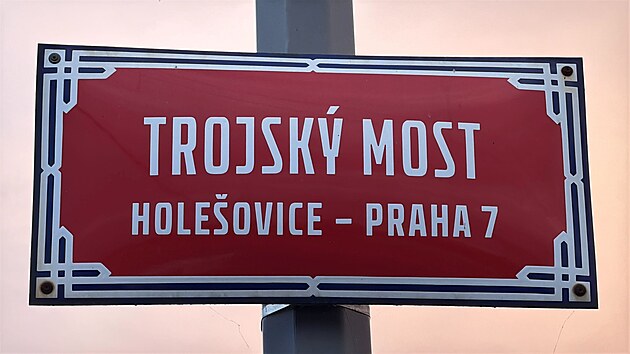 TROJSKÝ MOST
HOLEŠOVICE – PRAHA 7